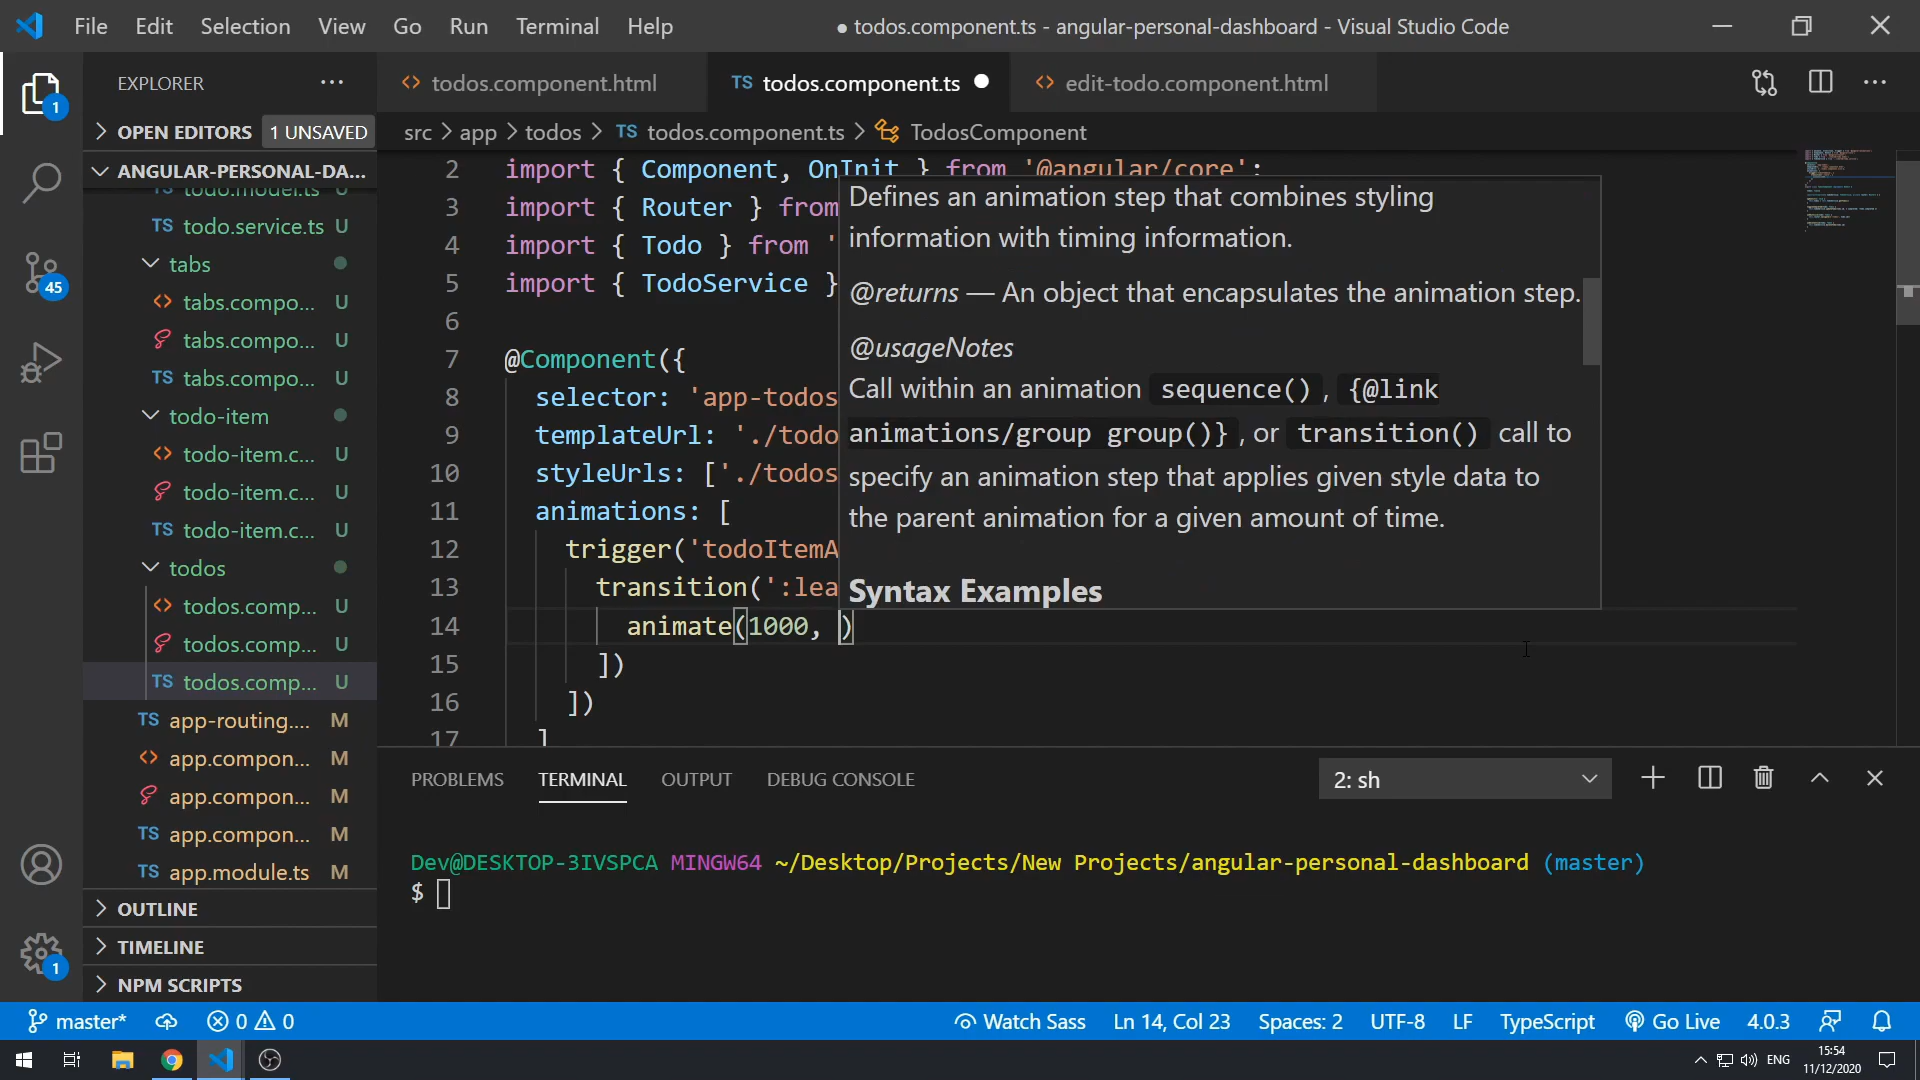 File Edit Selection View Go Run Terminal Help
● todos.component.ts - angular-personal-dashboard - Visual Studio Code
EXPLORER
OPEN EDITORS 1 UNSAVED
ANGULAR-PERSONAL-DA...
todo.model.ts U
TS todo.service.ts U
tabs
tabs.compo... U
tabs.compo... U
TS tabs.compo... U
todo-item
todo-item.c... U
todo-item.c... U
TS todo-item.c... U
todos
todos.comp... U
todos.comp... U
TS todos.comp... U
TS app-routing.... M
app.compon... M
app.compon... M
TS app.compon... M
TS app.module.ts M
OUTLINE
TIMELINE
NPM SCRIPTS
1
45
1
todos.component.html TS todos.component.ts edit-todo.component.html
src > app > todos > TS todos.component.ts > TodosComponent
2 import { Component, OnInit } from '@angular/core';
3 import { Router } from
4 import { Todo } from '
5 import { TodoService }
6
7 @Component({
8 selector: 'app-todos
9 templateUrl: './todo
10 styleUrls: ['./todos
11 animations: [
12 trigger('todoItemA
13 transition(':lea
14 animate(1000, )
15 ])
16 ])
17 ]
Defines an animation step that combines styling
information with timing information.
@returns — An object that encapsulates the animation step.
@usageNotes
Call within an animation sequence() , {@link
animations/group group()} , or transition() call to
specify an animation step that applies given style data to
the parent animation for a given amount of time.
Syntax Examples
PROBLEMS TERMINAL OUTPUT DEBUG CONSOLE
2: sh
Dev@DESKTOP-3IVSPCA MINGW64 ~/Desktop/Projects/New Projects/angular-personal-dashboard (master)
$
master* 0 0 Watch Sass Ln 14, Col 23 Spaces: 2 UTF-8 LF TypeScript Go Live 4.0.3
ENG
15:54
11/12/2020